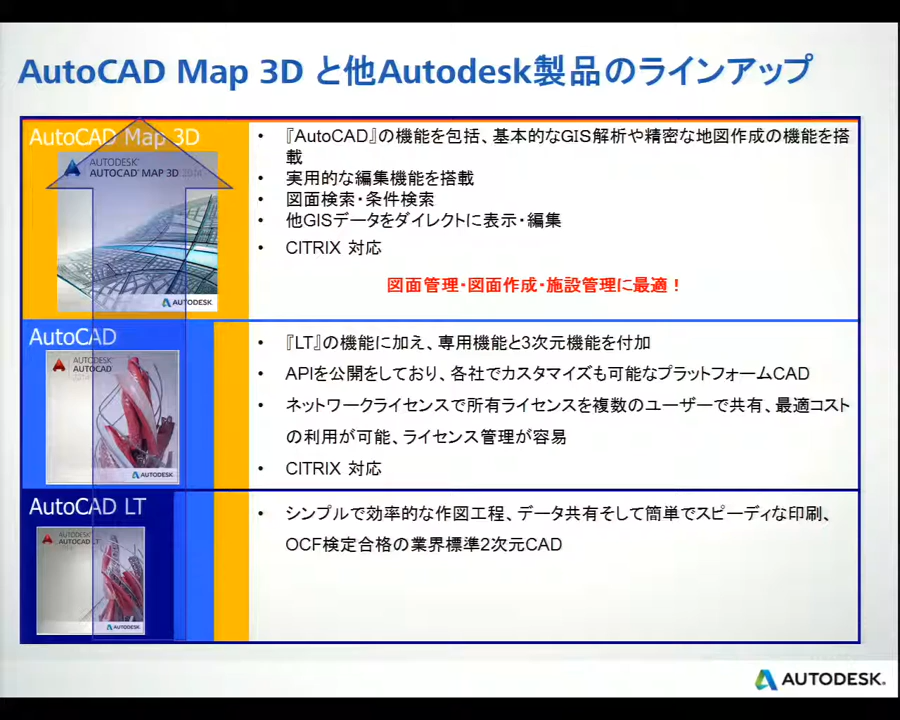 AutoCAD Map 3D と他Autodesk製品のラインアップ
AutoCAD Map 3D
AUTODESK®
AUTOCAD® MAP 3D 2014
AUTODESK
• 『AutoCAD』の機能を包括、基本的なGIS解析や精密な地図作成の機能を搭
載
• 実用的な編集機能を搭載
• 図面検索・条件検索
• 他GISデータをダイレクトに表示・編集
• CITRIX 対応
図面管理・図面作成・施設管理に最適！
AutoCAD
AUTODESK®
AUTOCAD®
AUTODESK
• 『LT』の機能に加え、専用機能と3次元機能を付加
• APIを公開をしており、各社でカスタマイズも可能なプラットフォームCAD
• ネットワークライセンスで所有ライセンスを複数のユーザーで共有、最適コスト
の利用が可能、ライセンス管理が容易
• CITRIX 対応
AutoCAD LT
AUTODESK®
AUTOCAD LT
AUTODESK
• シンプルで効率的な作図工程、データ共有そして簡単でスピーディな印刷、
OCF検定合格の業界標準2次元CAD
AUTODESK®